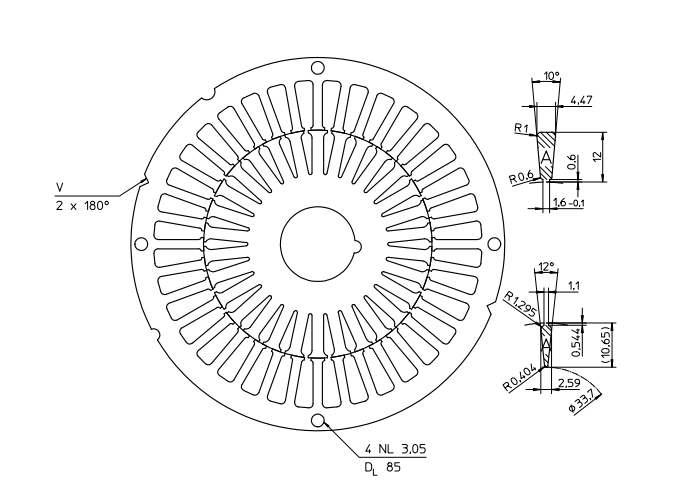 10°
4,47
R1
A
0,6
12
R0,6
1,6 -0,1
V
2 x 180°
12°
1,1
R1,295
A
0,544
(10,65)
R0,404
2,59
ø33,7
4 NL 3,05
DL 85